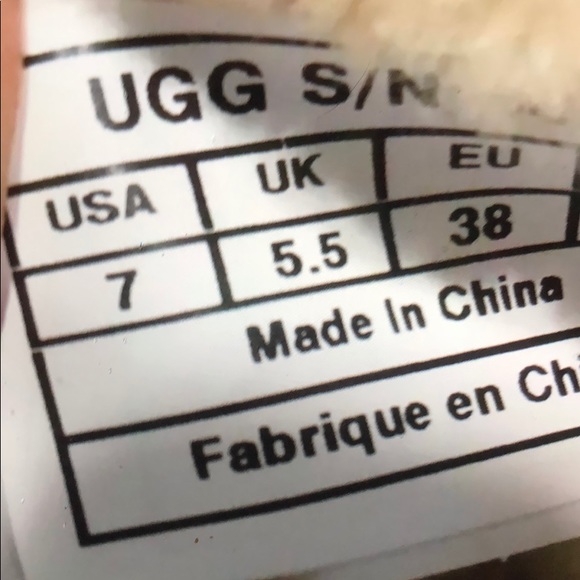 UGG S/N
USA UK EU
7 5.5 38
Made In China
Fabrique en Chi